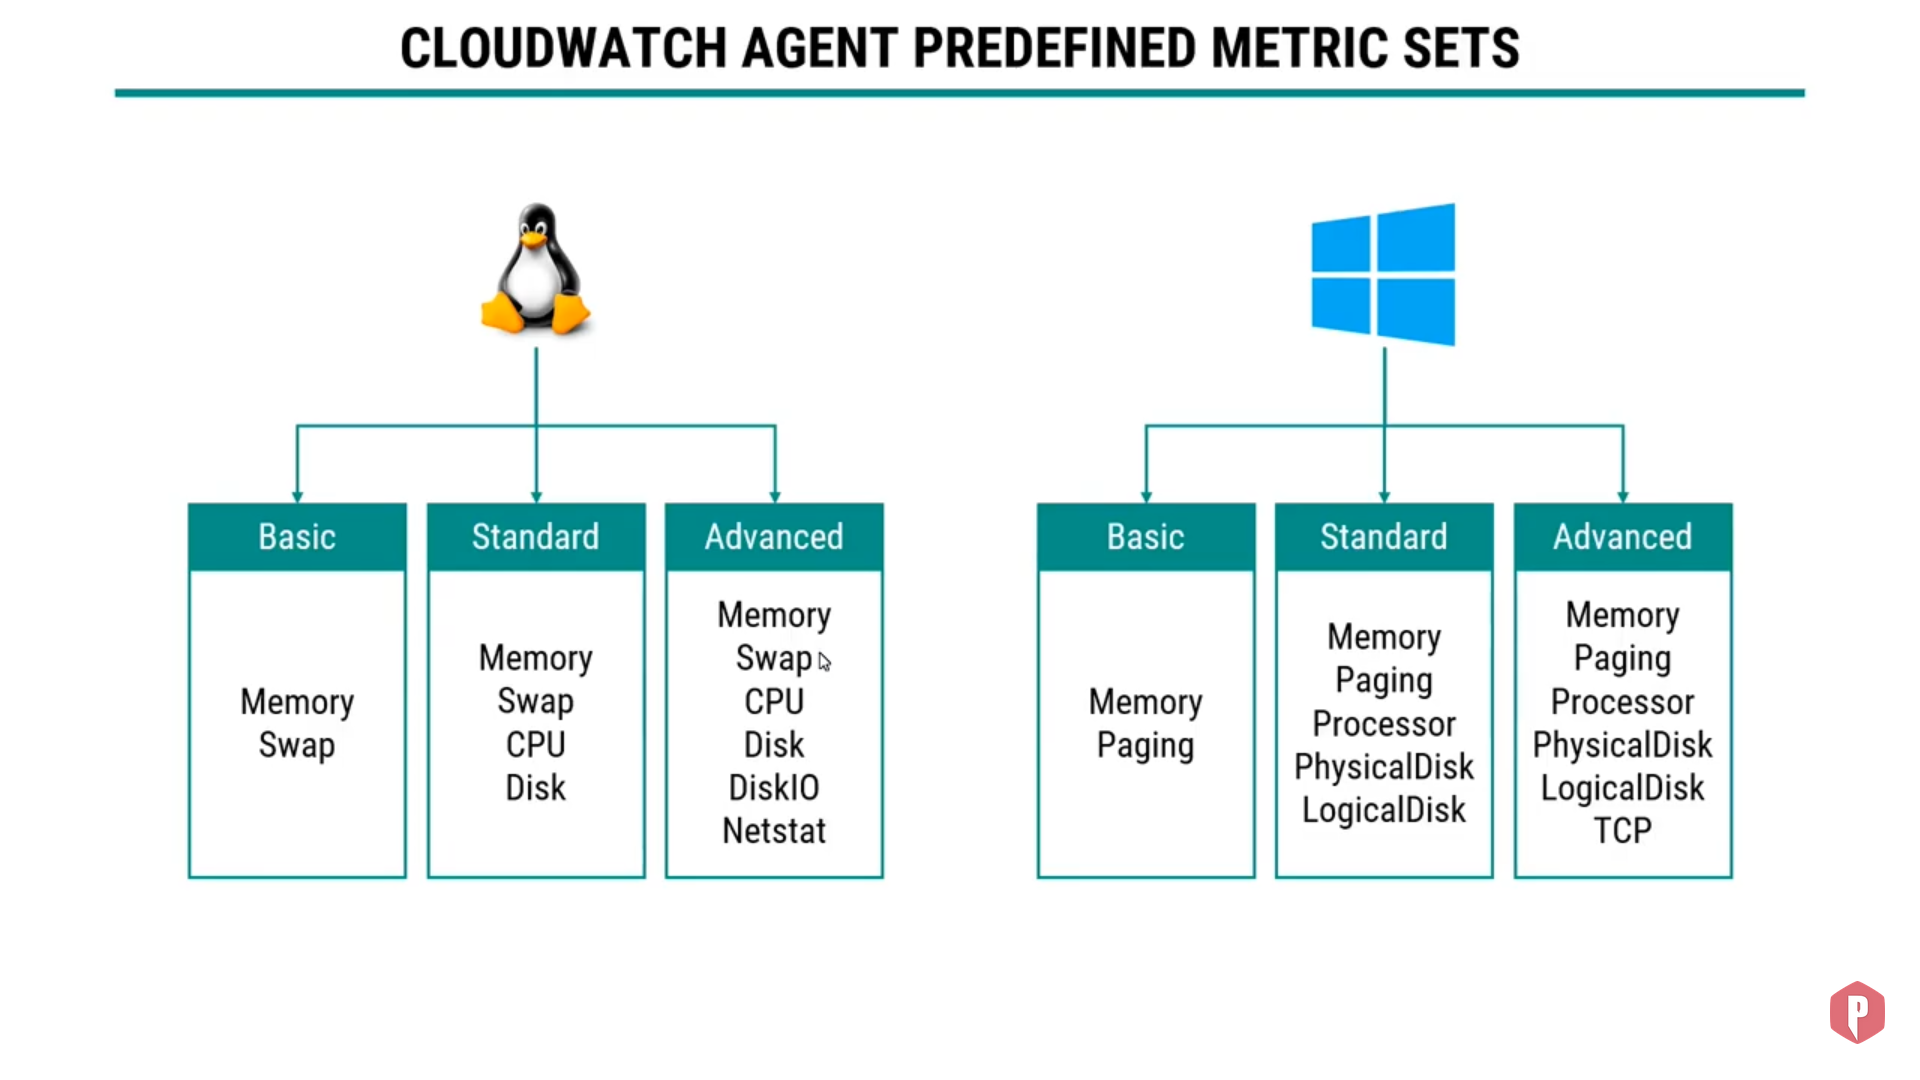 CLOUDWATCH AGENT PREDEFINED METRIC SETS
Basic
Memory
Swap
Standard
Memory
Swap
CPU
Disk
Advanced
Memory
Swap
CPU
Disk
DiskIO
Netstat
Basic
Memory
Paging
Standard
Memory
Paging
Processor
PhysicalDisk
LogicalDisk
Advanced
Memory
Paging
Processor
PhysicalDisk
LogicalDisk
TCP
P